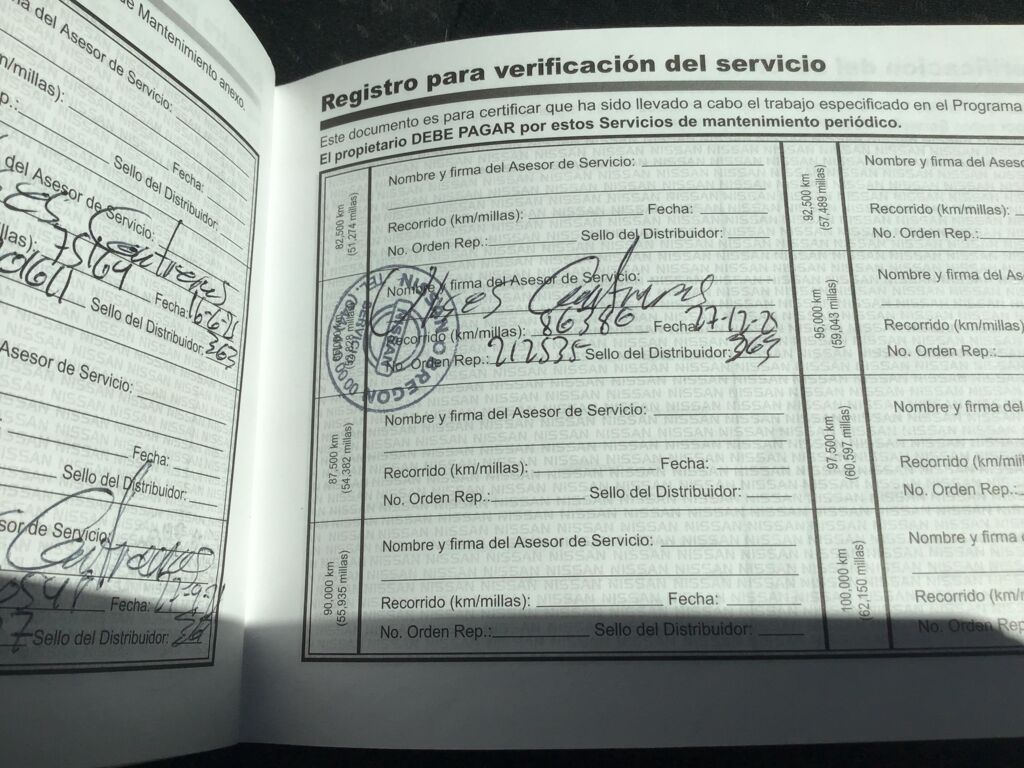 de Mantenimiento anexo.
del Asesor de Servicio:
m/millas):
Rep.:
Fecha:
Sello del Distribuidor:
del Asesor de Servicio:
Contreras
75164
Fecha:
Sello del Distribuidor: 363
Asesor de Servicio:
Fecha:
Sello del Distribuidor:
Asesor de Servicio:
Contreras
Fecha:
Sello del Distribuidor:
Registro para verificación del servicio
Este documento es para certificar que ha sido llevado a cabo el trabajo especificado en el Programa
El propietario DEBE PAGAR por estos Servicios de mantenimiento periódico.
82,500 km
(51,274 millas)
Nombre y firma del Asesor de Servicio:
Recorrido (km/millas): Fecha:
No. Orden Rep.: Sello del Distribuidor:
Nombre y firma del Asesor de Servicio:
Contreras
Recorrido (km/millas): 86386 Fecha: 27-12-21
No. Orden Rep.: 212535 Sello del Distribuidor: 363
87,500 km
(54,382 millas)
Nombre y firma del Asesor de Servicio:
Recorrido (km/millas): Fecha:
No. Orden Rep.: Sello del Distribuidor:
90,000 km
(55,935 millas)
Nombre y firma del Asesor de Servicio:
Recorrido (km/millas): Fecha:
No. Orden Rep.: Sello del Distribuidor:
92,500 km
(57,489 millas)
Nombre y firma del Aseso
Recorrido (km/millas):
No. Orden Rep.:
95,000 km
(59,043 millas)
Nombre y firma del As
Recorrido (km/millas)
No. Orden Rep.:
97,500 km
(60,597 millas)
Nombre y firma del
Recorrido (km/mill
No. Orden Rep.:
100,000 km
(62,150 millas)
Nombre y firma
Recorrido (km/m
No. Orden Rep